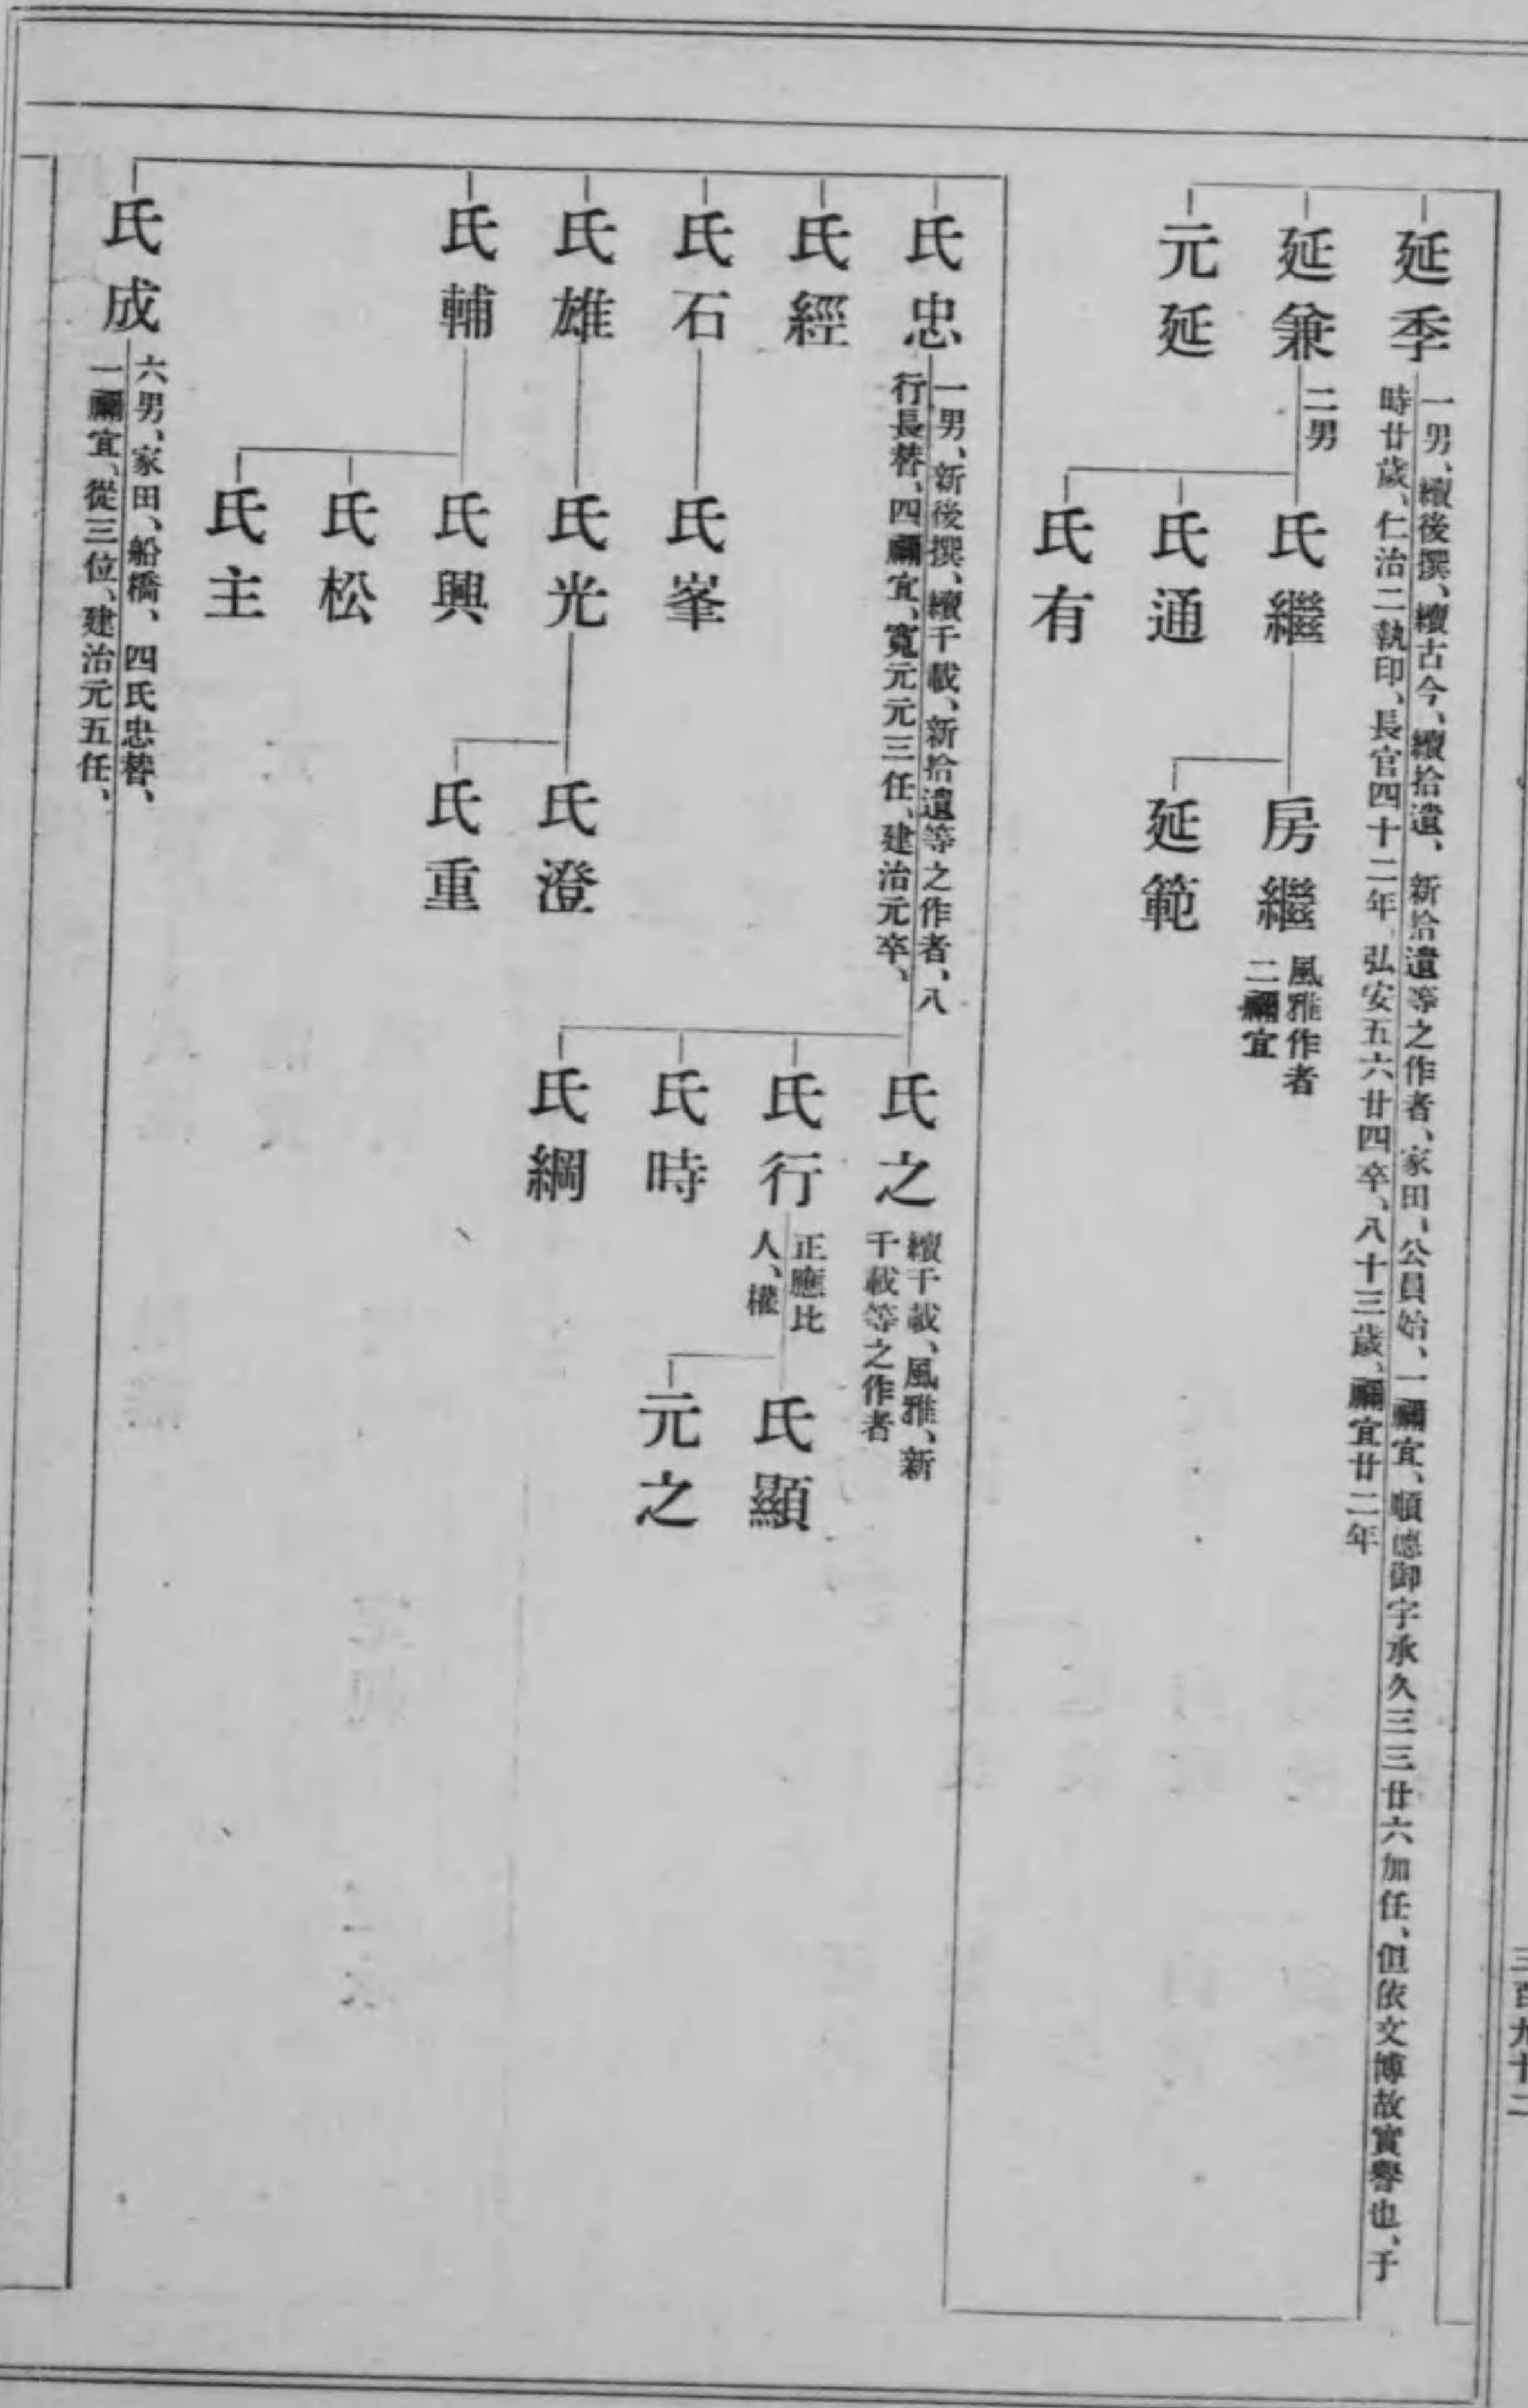 延季
一男、續後撰、續古今、續拾遺、新拾遺等之作者、家田、公員始、一禰宜、順德御宇承久三三廿六加任、但依文博故實譽也、于
時廿歲、仁治二執印、長官四十二年、弘安五六廿四卒、八十三歲、禰宜廿二年
延兼
二男
氏繼
房繼
風雅作者
二禰宜
延範
氏通
氏有
元延
氏忠
一男、新後撰、續千載、新拾遺等之作者、八
行長替、四禰宜、寬元元三任、建治元卒、
氏之
續千載、風雅、新
千載等之作者
氏行
正應比
人、權
氏顯
元之
氏時
氏綱
氏經
氏石
氏峯
氏雄
氏光
氏澄
氏重
氏輔
氏興
氏松
氏主
氏成
六男、家田、船橋、四氏忠替、
一禰宜、從三位、建治元五任、
三百九十二